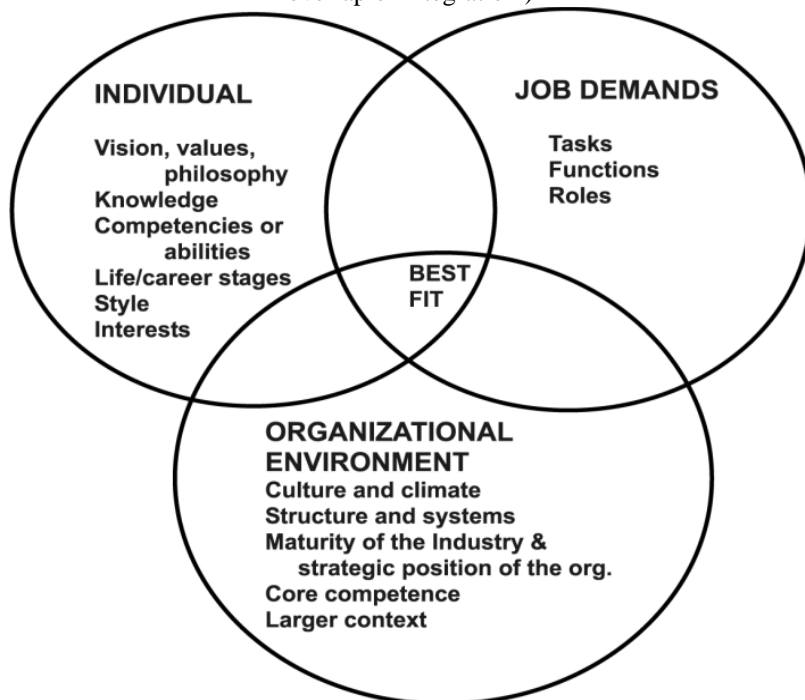 INDIVIDUAL
Vision, values,
philosophy
Knowledge
Competencies or
abilities
Life/career stages
Style
Interests
JOB DEMANDS
Tasks
Functions
Roles
BEST
FIT
ORGANIZATIONAL
ENVIRONMENT
Culture and climate
Structure and systems
Maturity of the Industry &
strategic position of the org.
Core competence
Larger context